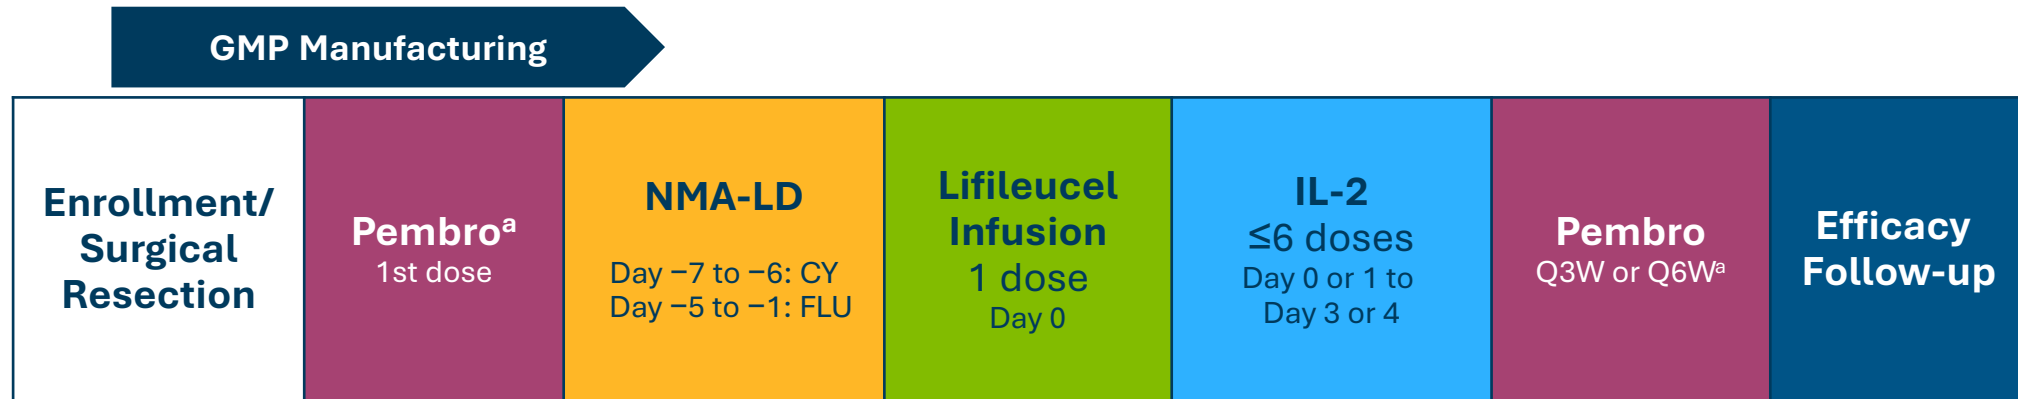 GMP Manufacturing
Enrollment/
Surgical
Resection
Pembroᵃ
1st dose
NMA-LD
Day −7 to −6: CY
Day −5 to −1: FLU
Lifileucel
Infusion
1 dose
Day 0
IL-2
≤6 doses
Day 0 or 1 to
Day 3 or 4
Pembro
Q3W or Q6Wᵃ
Efficacy
Follow-up